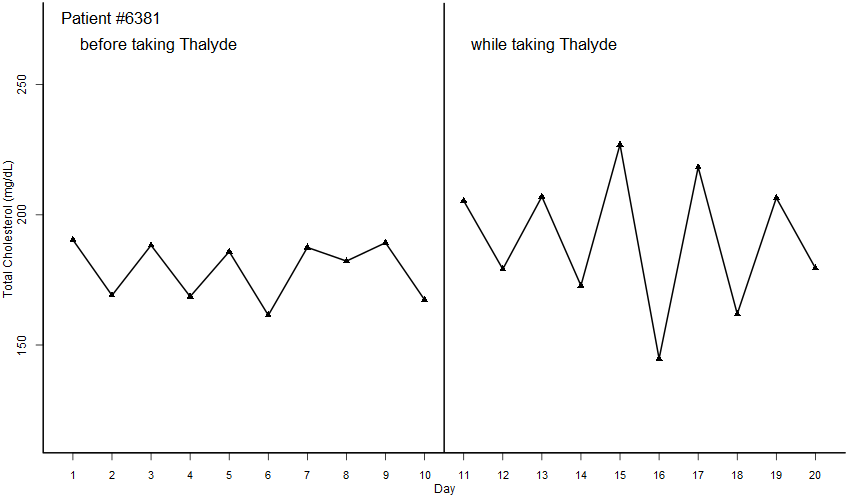 Patient #6381
before taking Thalyde
while taking Thalyde
Total Cholesterol (mg/dL)
250
200
150
1 2 3 4 5 6 7 8 9 10 11 12 13 14 15 16 17 18 19 20
Day